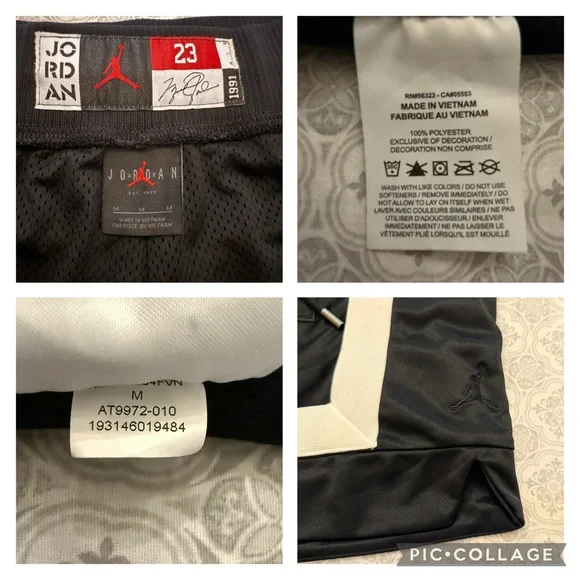 JO
RD
AN
23
1991
JORDAN
EST. 1985
M M M
MADE IN VIETNAM
FABRIQUÉ AU VIETNAM
RN#56323 - CA#05553
MADE IN VIETNAM
FABRIQUE AU VIETNAM
100% POLYESTER
EXCLUSIVE OF DECORATION /
DECORATION NON COMPRISE
WASH WITH LIKE COLORS / DO NOT USE
SOFTENERS / REMOVE IMMEDIATELY / DO
NOT ALLOW TO LAY ON ITSELF WHEN WET
LAVER AVEC COULEURS SIMILAIRES / NE PAS
UTILISER D'ADOUCISSEUR / ENLEVER
IMMEDIATEMENT / NE PAS LAISSER LE
VÊTEMENT PLIÉ LORSQU'IL EST MOUILLÉ.
M
AT9972-010
193146019484
PIC•COLLAGE